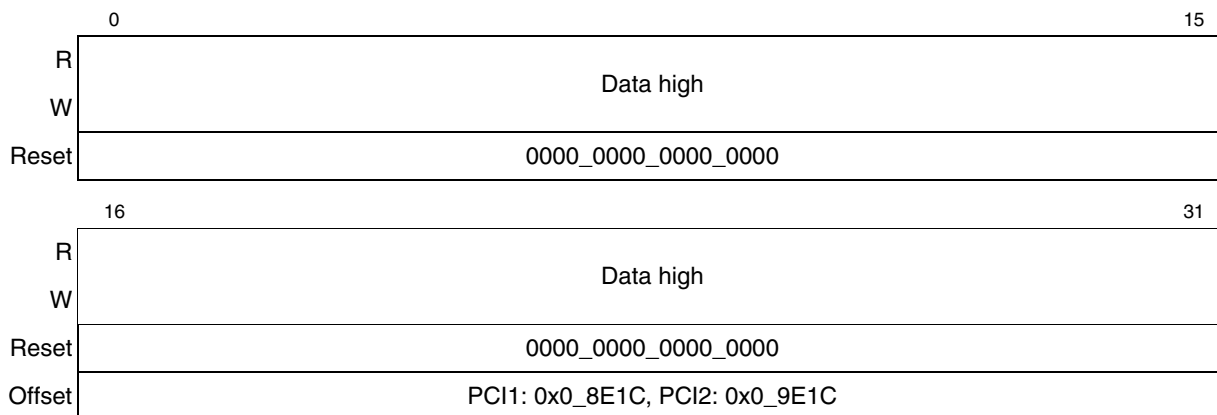 0 15
R
Data high
W
Reset 0000_0000_0000_0000
16 31
R
Data high
W
Reset 0000_0000_0000_0000
Offset PCI1: 0x0_8E1C, PCI2: 0x0_9E1C